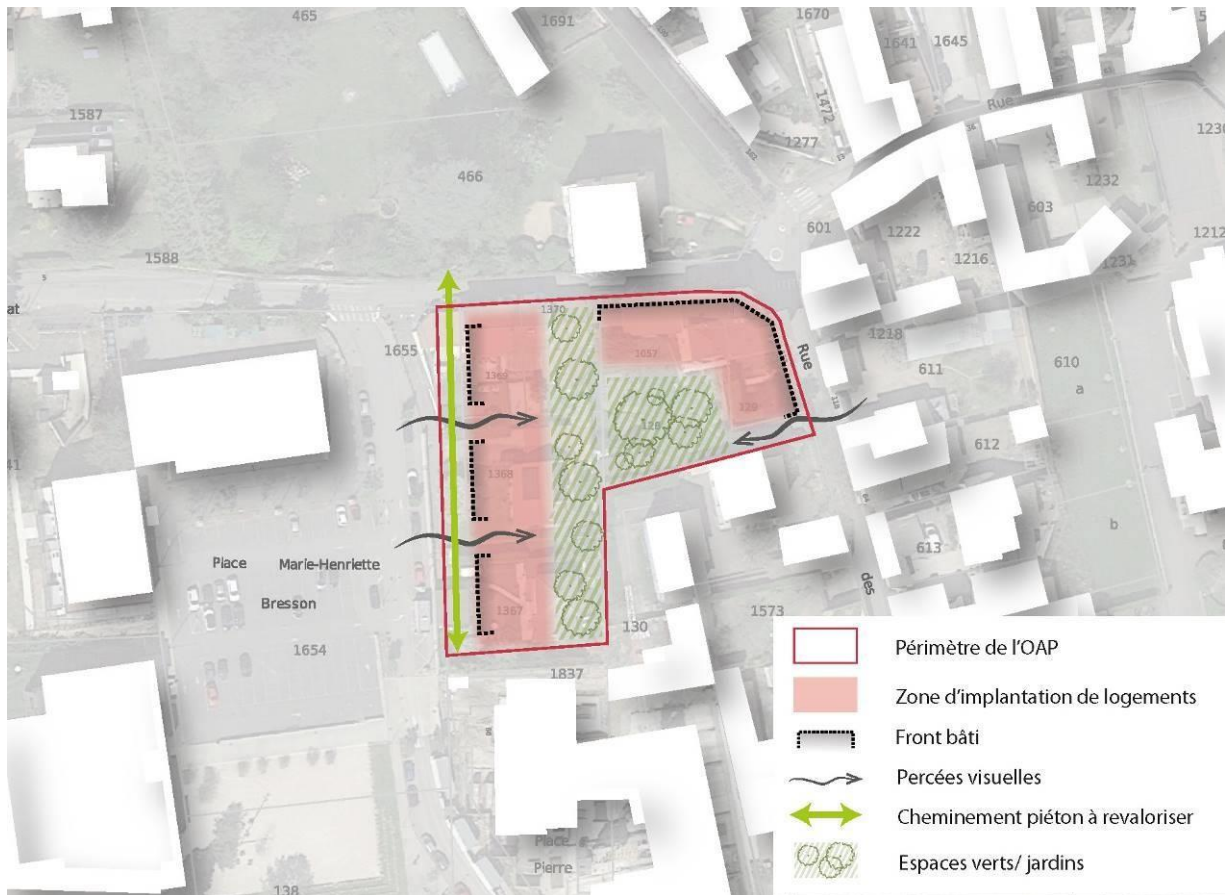 465
1691
1670
1641
1645
1587
1472
1277
Rue
36
1230
466
1232
603
601
1222
1216
1212
1231
1588
at
1370
1655
1218
1657
Rue
611
610
a
1369
129
128
612
1368
b
Place Marie-Henriette
Bresson
613
des
1367
130
1573
1654
1837
Place
Pierre
138
Périmètre de l'OAP
Zone d'implantation de logements
Front bâti
Percées visuelles
Cheminement piéton à revaloriser
Espaces verts/ jardins